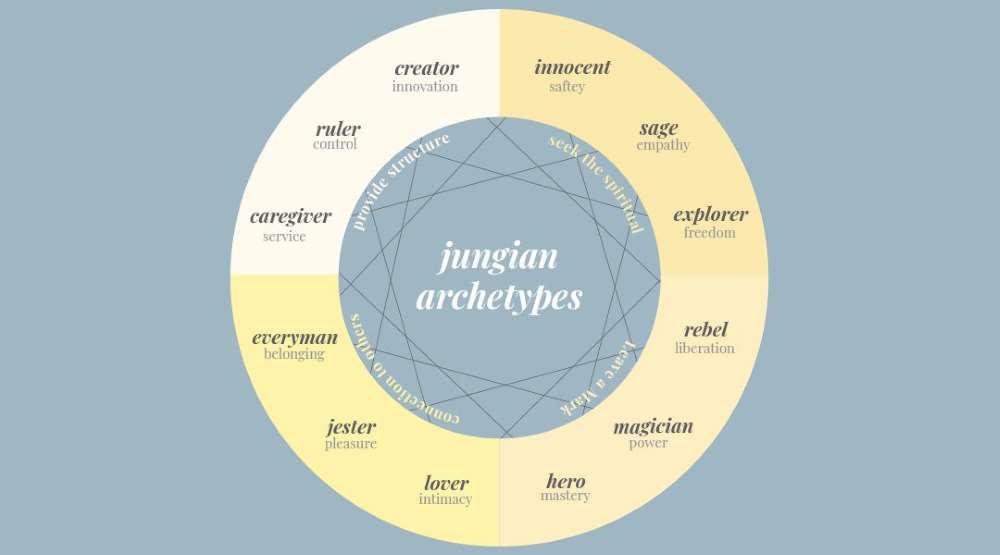 creator
innovation
ruler
control
caregiver
service
innocent
saftey
sage
empathy
explorer
freedom
provide structure
seek the spiritual
jungian
archetypes
connection to others
Leave a Mark
everyman
belonging
jester
pleasure
lover
intimacy
rebel
liberation
magician
power
hero
mastery